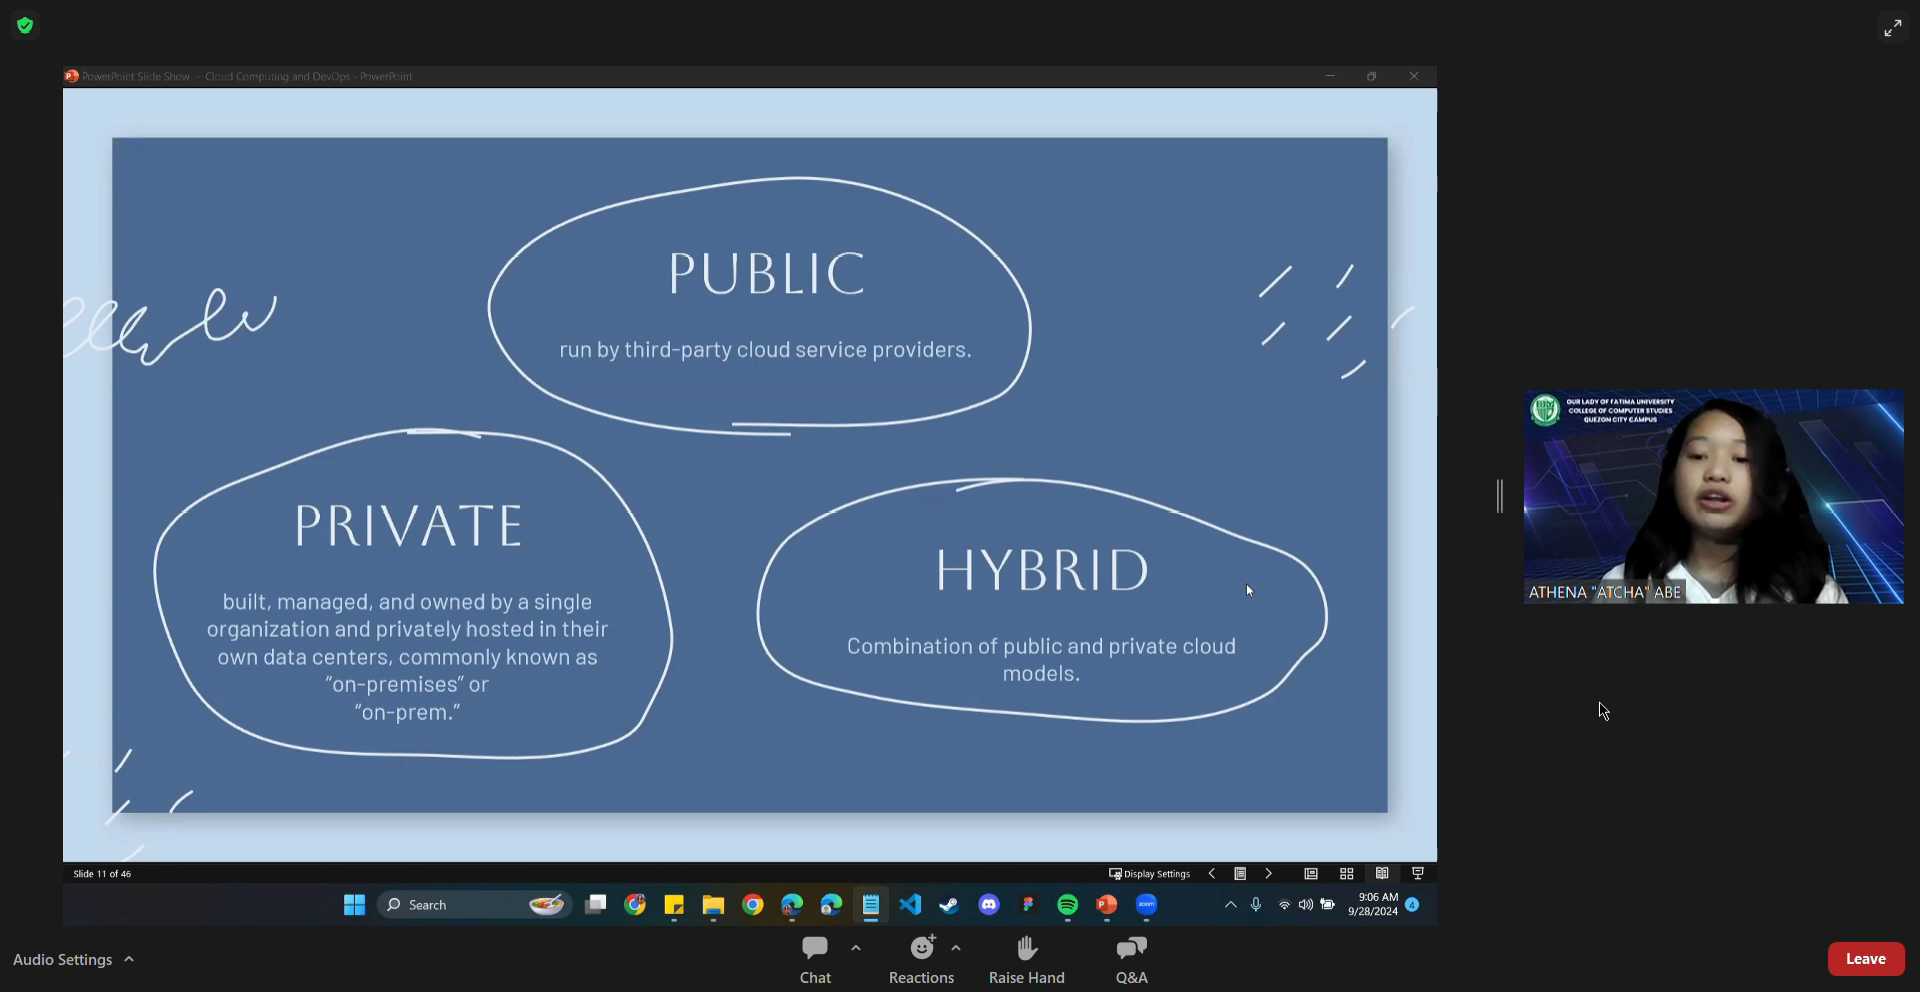 PowerPoint Slide Show - Cloud Computing and DevOps - PowerPoint
PUBLIC
run by third-party cloud service providers.
PRIVATE
built, managed, and owned by a single
organization and privately hosted in their
own data centers, commonly known as
"on-premises" or
"on-prem."
HYBRID
Combination of public and private cloud
models.
OUR LADY OF FATIMA UNIVERSITY
COLLEGE OF COMPUTER STUDIES
QUEZON CITY CAMPUS
ATHENA "ATCHA" ABE
Slide 11 of 46
Display Settings
Search
zoom
9:06 AM
9/28/2024
4
Audio Settings
Chat
Reactions
Raise Hand
Q&A
Leave